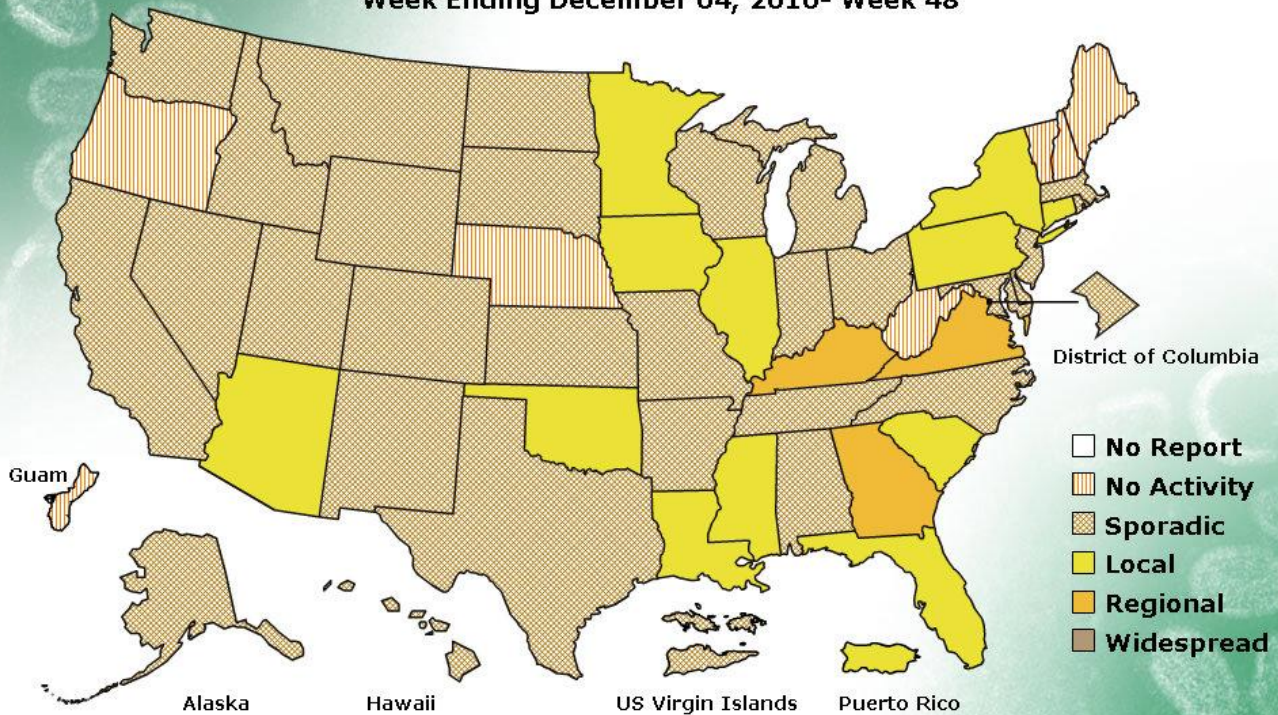 Week Ending December 04, 2010- Week 48
District of Columbia
Guam
No Report
No Activity
Sporadic
Local
Regional
Widespread
Alaska
Hawaii
US Virgin Islands
Puerto Rico